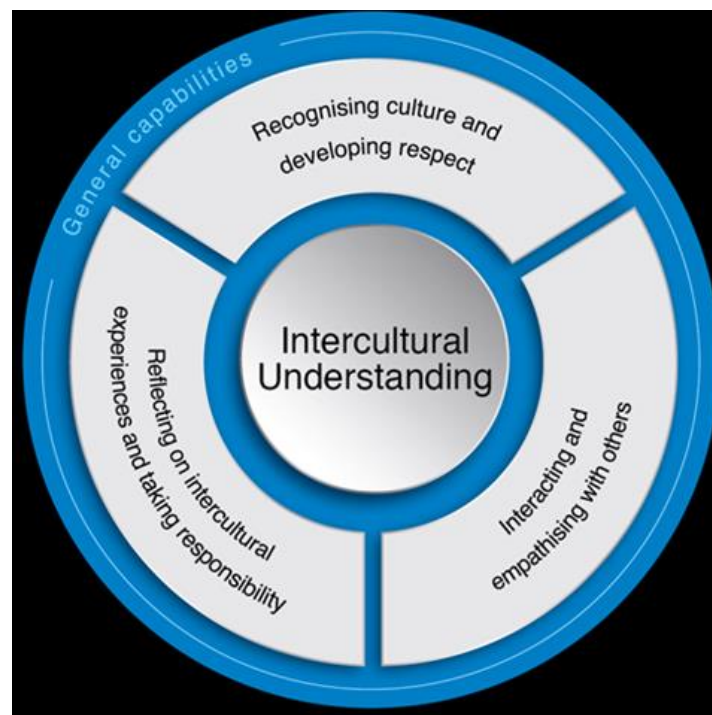 General capabilities
Recognising culture and
developing respect
Intercultural
Understanding
Interacting and
empathising with others
Reflecting on intercultural
experiences and taking responsibility